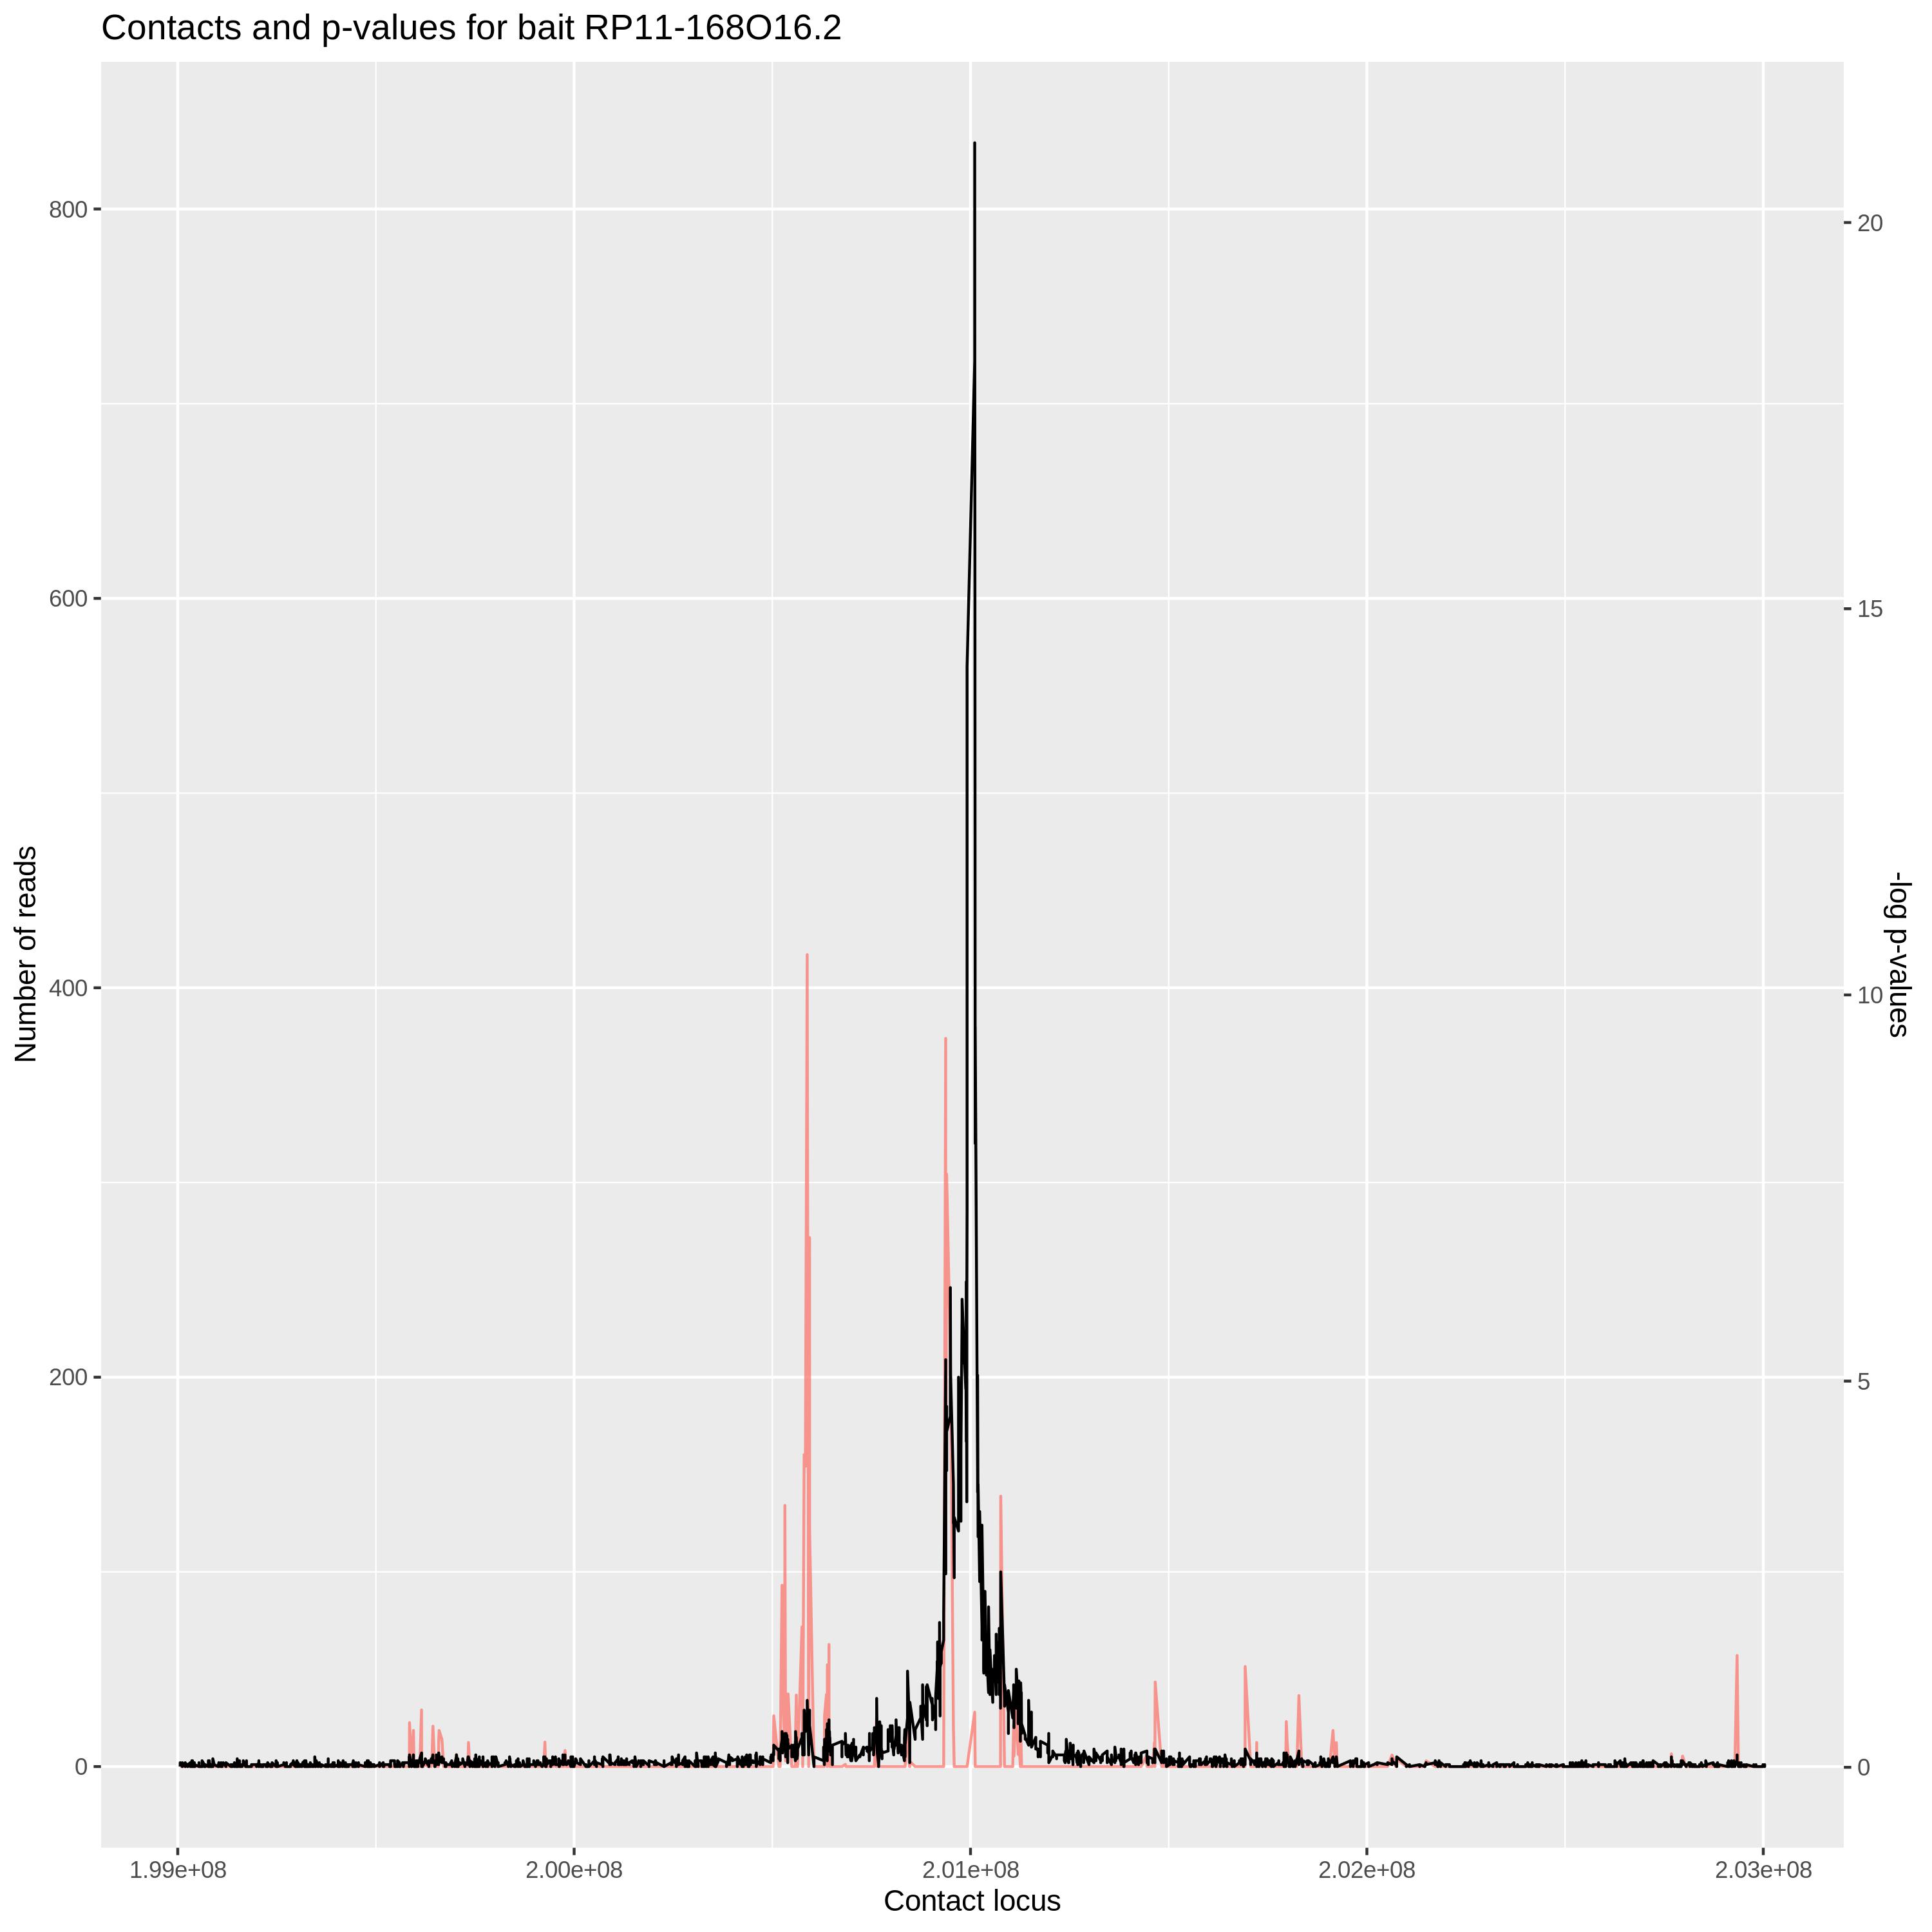 Contacts and p-values for bait RP11-168O16.2
800
600
400
200
0
Number of reads
20
15
10
5
0
-log p-values
1.99e+08
2.00e+08
2.01e+08
2.02e+08
2.03e+08
Contact locus